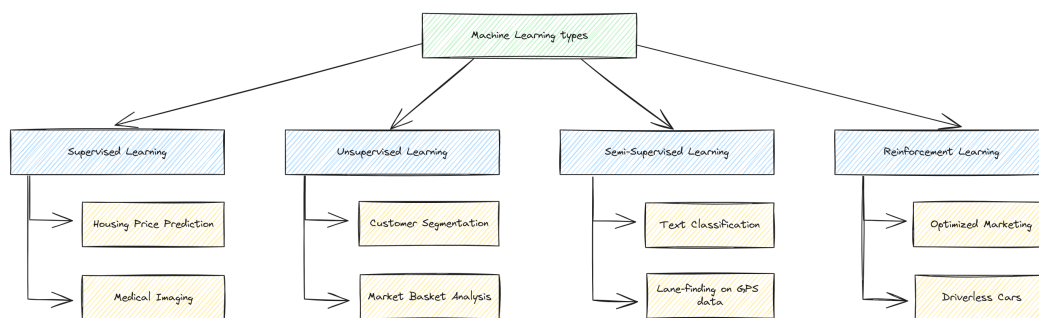 Machine Learning types
Supervised Learning
Unsupervised Learning
Semi-Supervised Learning
Reinforcement Learning
Housing Price Prediction
Customer Segmentation
Text Classification
Optimized Marketing
Medical Imaging
Market Basket Analysis
Lane-finding on GPS
data
Driverless Cars